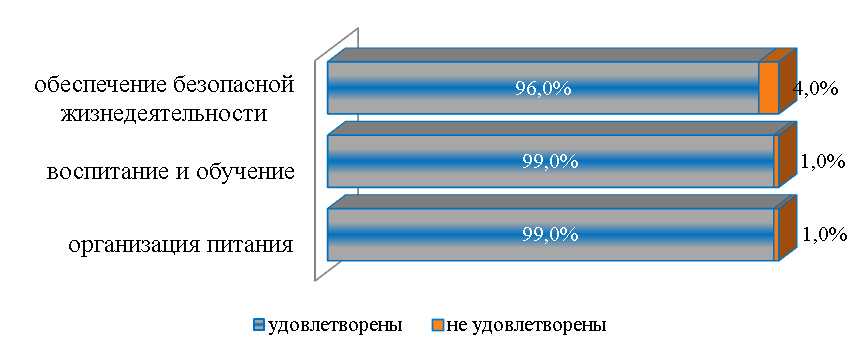 обеспечение безопасной
жизнедеятельности
96,0%
4,0%
воспитание и обучение
99,0%
1,0%
организация питания
99,0%
1,0%
удовлетворены
не удовлетворены